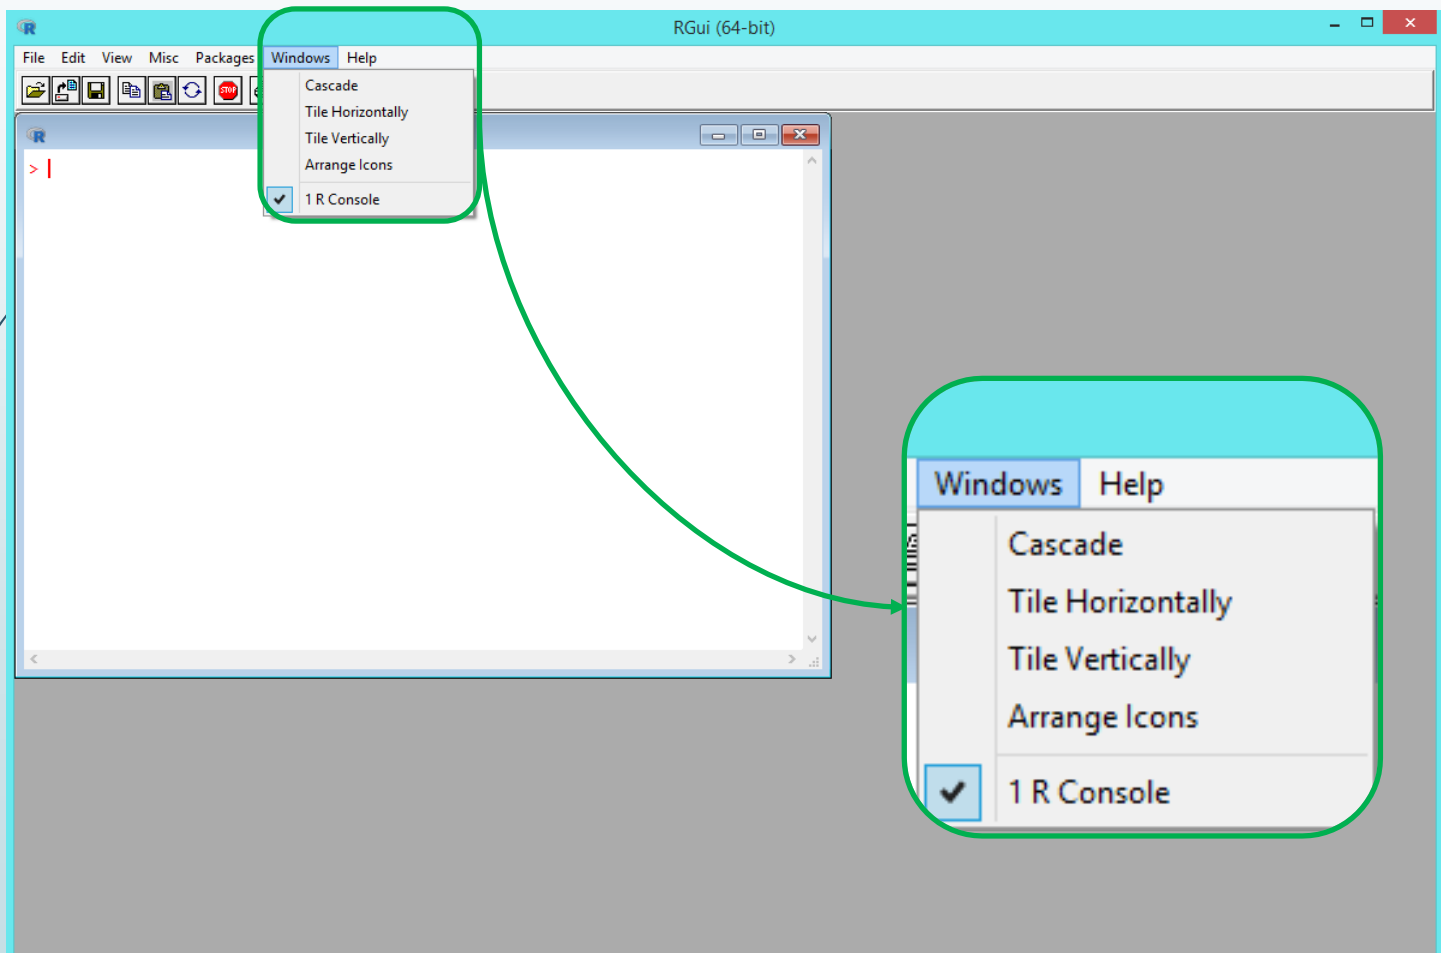 RGui (64-bit)
File Edit View Misc Packages Windows Help
STOP
Cascade
Tile Horizontally
Tile Vertically
Arrange Icons
1 R Console
>
Windows Help
Cascade
Tile Horizontally
Tile Vertically
Arrange Icons
1 R Console